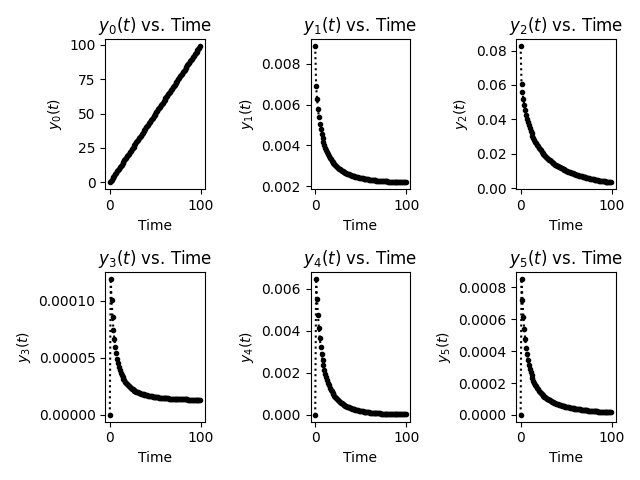 y₀(t) vs. Time
y₁(t) vs. Time
y₂(t) vs. Time
100
75
50
25
0
y₀(t)
0 100
Time
0.008
0.006
0.004
0.002
y₁(t)
0 100
Time
0.08
0.06
0.04
0.02
0.00
y₂(t)
0 100
Time
y₃(t) vs. Time
y₄(t) vs. Time
y₅(t) vs. Time
0.00010
0.00005
0.00000
y₃(t)
0 100
Time
0.006
0.004
0.002
0.000
y₄(t)
0 100
Time
0.0008
0.0006
0.0004
0.0002
0.0000
y₅(t)
0 100
Time